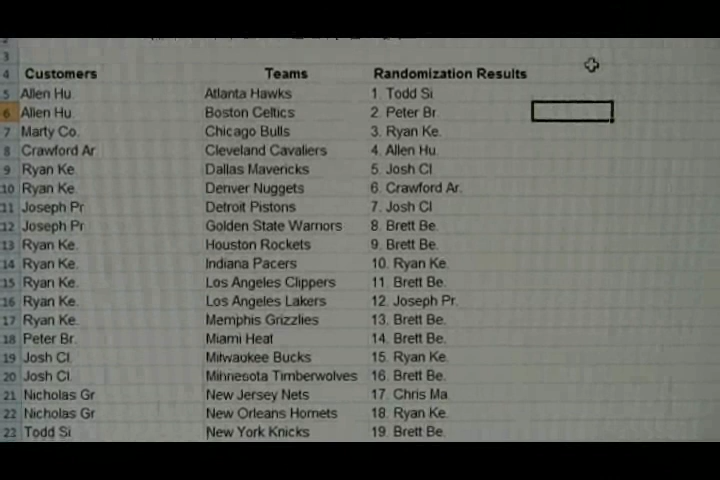 3
4 Customers Teams Randomization Results
5 Allen Hu. Atlanta Hawks 1. Todd Si.
6 Allen Hu. Boston Celtics 2. Peter Br.
7 Marty Co. Chicago Bulls 3. Ryan Ke.
8 Crawford Ar. Cleveland Cavaliers 4. Allen Hu.
9 Ryan Ke. Dallas Mavericks 5. Josh Cl.
10 Ryan Ke. Denver Nuggets 6. Crawford Ar.
11 Joseph Pr. Detroit Pistons 7. Josh Cl.
12 Joseph Pr. Golden State Warriors 8. Brett Be.
13 Ryan Ke. Houston Rockets 9. Brett Be.
14 Ryan Ke. Indiana Pacers 10. Ryan Ke.
15 Ryan Ke. Los Angeles Clippers 11. Brett Be.
16 Ryan Ke. Los Angeles Lakers 12. Joseph Pr.
17 Ryan Ke. Memphis Grizzlies 13. Brett Be.
18 Peter Br. Miami Heat 14. Brett Be.
19 Josh Cl. Milwaukee Bucks 15. Ryan Ke.
20 Josh Cl. Minnesota Timberwolves 16. Brett Be.
21 Nicholas Gr. New Jersey Nets 17. Chris Ma.
22 Nicholas Gr. New Orleans Hornets 18. Ryan Ke.
23 Todd Si. New York Knicks 19. Brett Be.